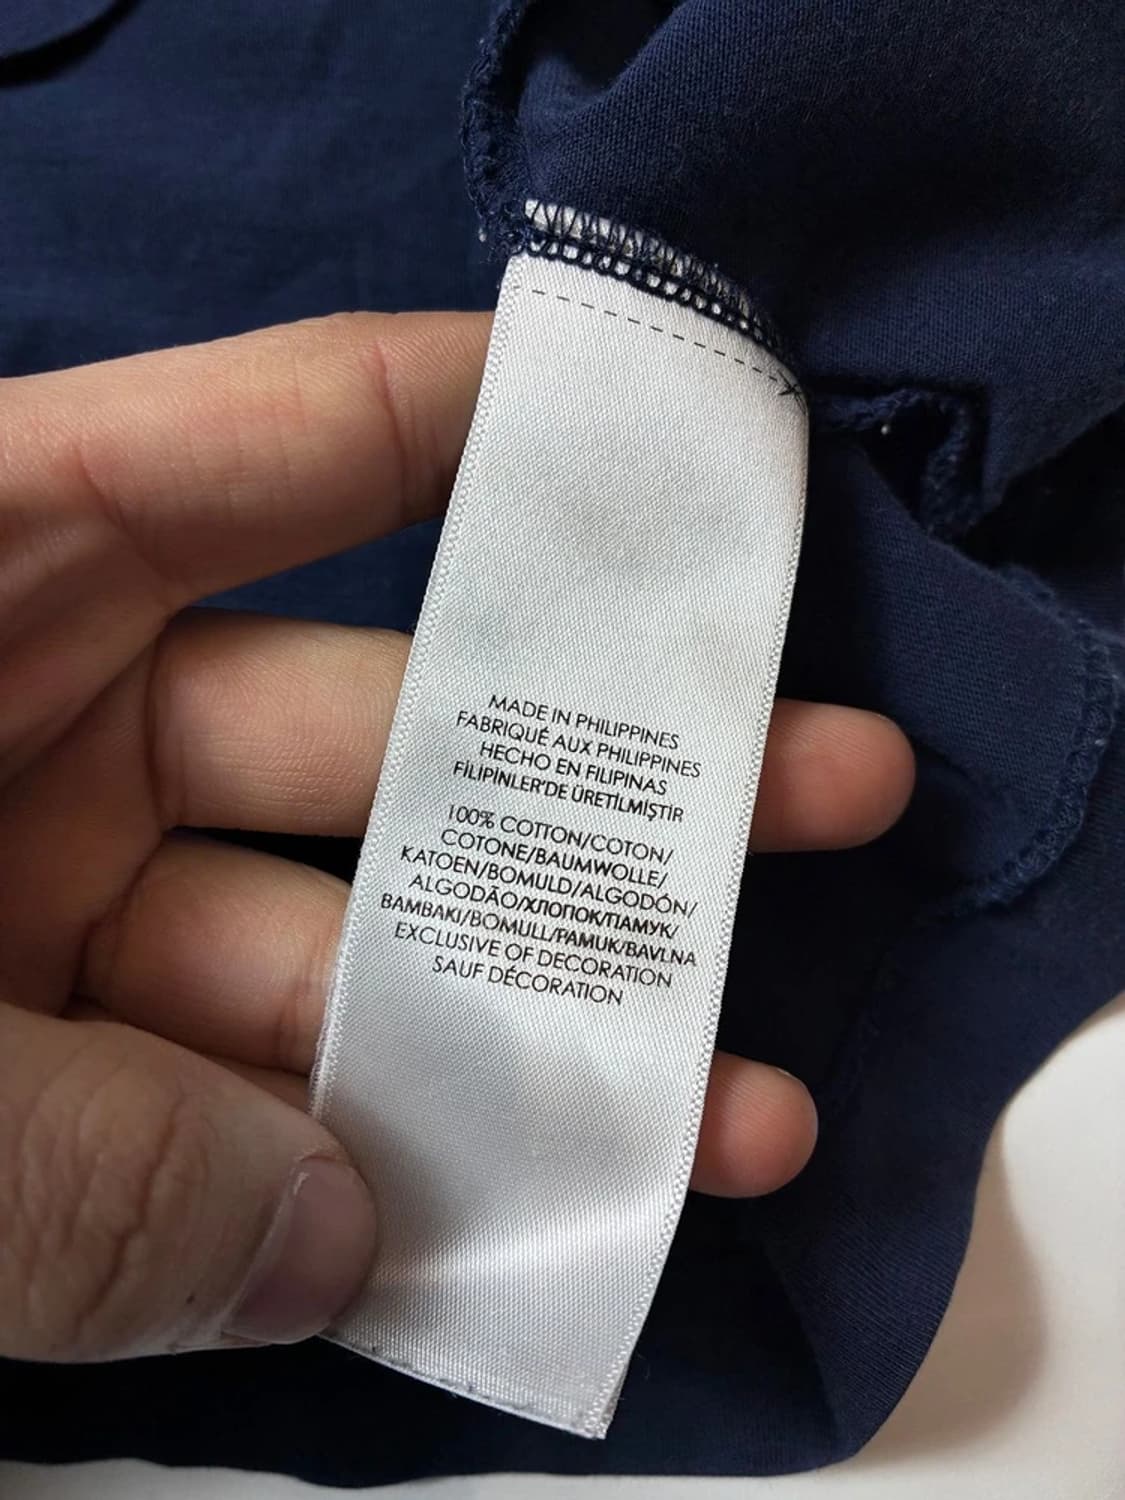 MADE IN PHILIPPINES
FABRIQUÉ AUX PHILIPPINES
HECHO EN FILIPINAS
FİLİPİNLER'DE ÜRETİLMİŞTİR
100% COTTON/COTON/
COTONE/BAUMWOLLE/
KATOEN/BOMULD/ALGODÓN/
ALGODÃO/ХЛОПОК/ПАМУК/
BAMBAKI/BOMULL/PAMUK/BAVLNA
EXCLUSIVE OF DECORATION
SAUF DÉCORATION